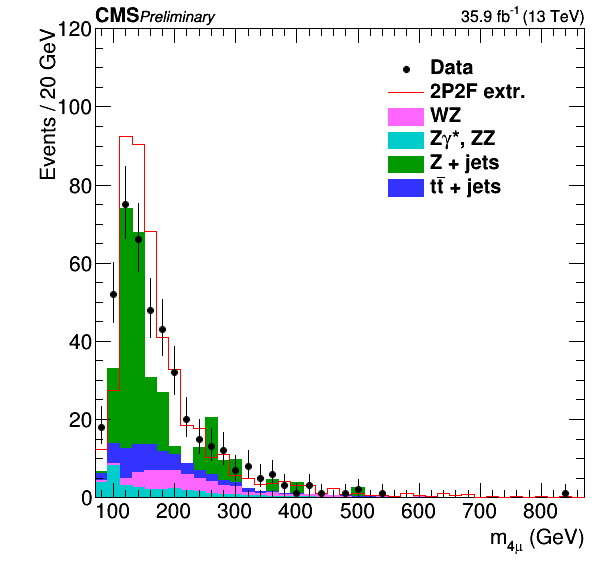 CMS Preliminary 35.9 fb⁻¹ (13 TeV)
Events / 20 GeV
120
100
80
60
40
20
0
Data
2P2F extr.
WZ
Zγ*, ZZ
Z + jets
tt̄ + jets
100 200 300 400 500 600 700 800
m₄μ (GeV)